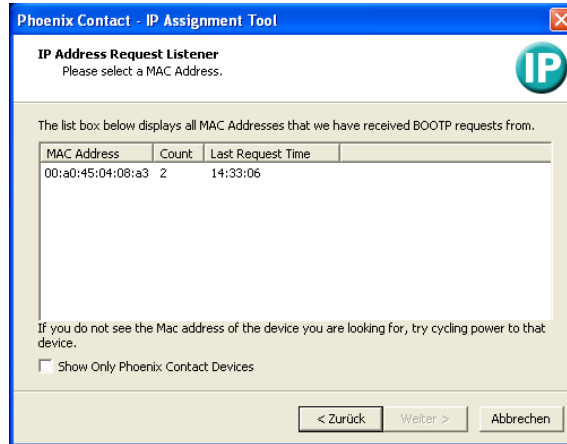 Phoenix Contact - IP Assignment Tool
IP Address Request Listener
Please select a MAC Address.
IP
The list box below displays all MAC Addresses that we have received BOOTP requests from.
MAC Address Count Last Request Time
00:a0:45:04:08:a3 2 14:33:06
If you do not see the Mac address of the device you are looking for, try cycling power to that
device.
Show Only Phoenix Contact Devices
< Zurück Weiter > Abbrechen